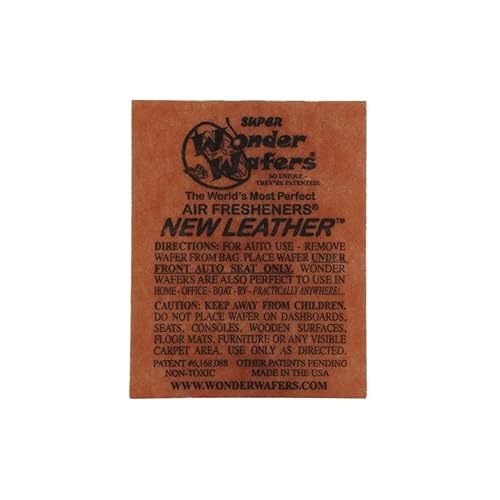 SUPER
Wonder
Wafers®
SO UNIQUE -
THEY'RE PATENTED!
The World's Most Perfect
AIR FRESHENERS®
NEW LEATHER™
DIRECTIONS: FOR AUTO USE - REMOVE
WAFER FROM BAG. PLACE WAFER UNDER
FRONT AUTO SEAT ONLY. WONDER
WAFERS ARE ALSO PERFECT TO USE IN
HOME - OFFICE - BOAT - RV - PRACTICALLY ANYWHERE!...
CAUTION: KEEP AWAY FROM CHILDREN.
DO NOT PLACE WAFER ON DASHBOARDS,
SEATS, CONSOLES, WOODEN SURFACES,
FLOOR MATS, FURNITURE OR ANY VISIBLE
CARPET AREA. USE ONLY AS DIRECTED.
PATENT #6,168,088 OTHER PATENTS PENDING
NON-TOXIC MADE IN THE USA
WWW.WONDERWAFERS.COM